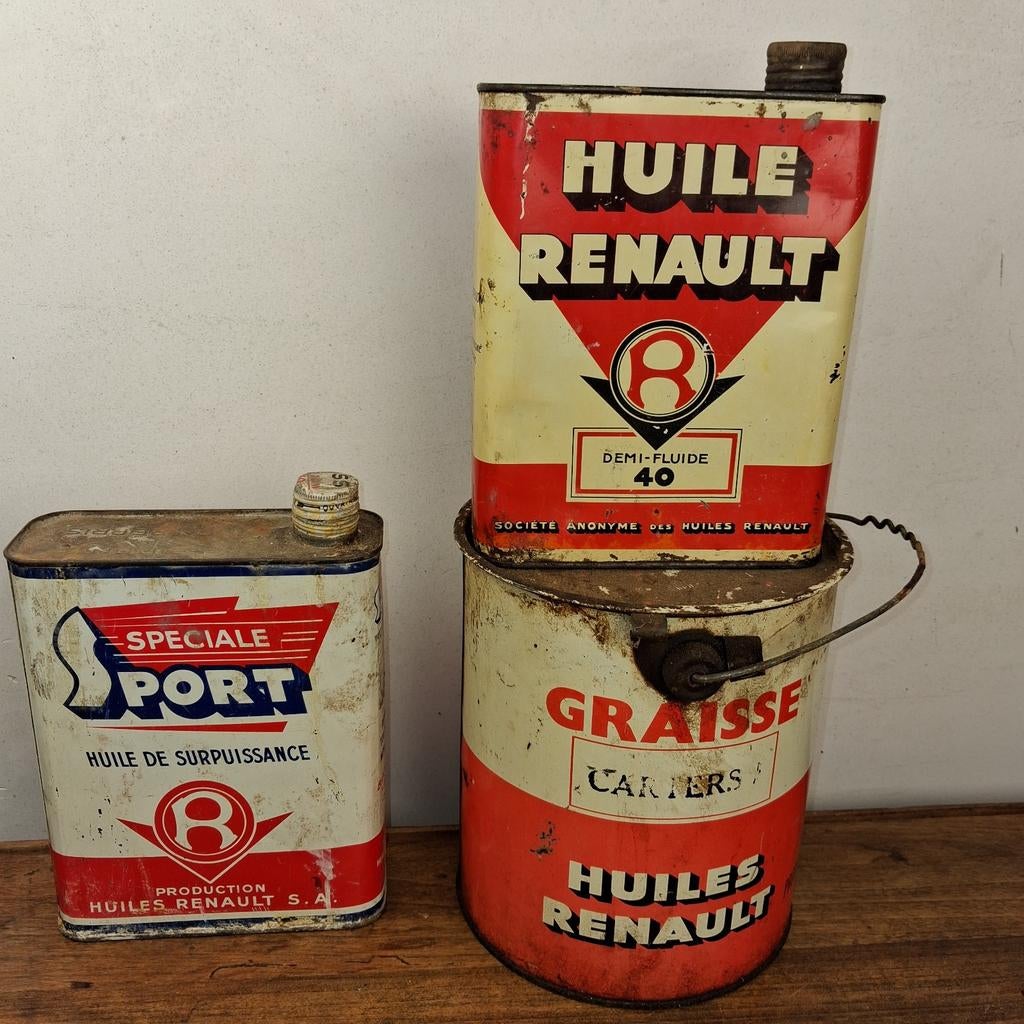 HUILE
RENAULT
R
DEMI-FLUIDE
40
SOCIÉTÉ ANONYME DES HUILES RENAULT
SPECIALE
SPORT
HUILE DE SURPUISSANCE
R
PRODUCTION
HUILES RENAULT S.A.
GRAISSE
CARTERS
HUILES
RENAULT